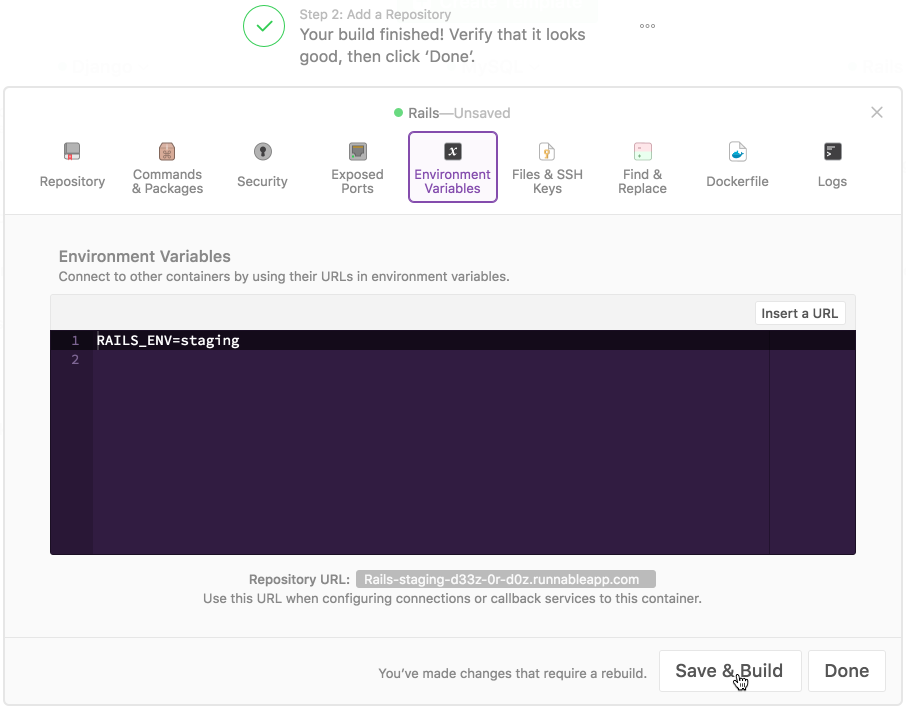 Step 2: Add a Repository
Your build finished! Verify that it looks
good, then click ‘Done’.
Rails—Unsaved
Repository
Commands
& Packages
Security
Exposed
Ports
Environment
Variables
Files & SSH
Keys
Find &
Replace
Dockerfile
Logs
Environment Variables
Connect to other containers by using their URLs in environment variables.
Insert a URL
1 RAILS_ENV=staging
2
Repository URL: Rails-staging-d33z-0r-d0z.runnableapp.com
Use this URL when configuring connections or callback services to this container.
You’ve made changes that require a rebuild.
Save & Build
Done